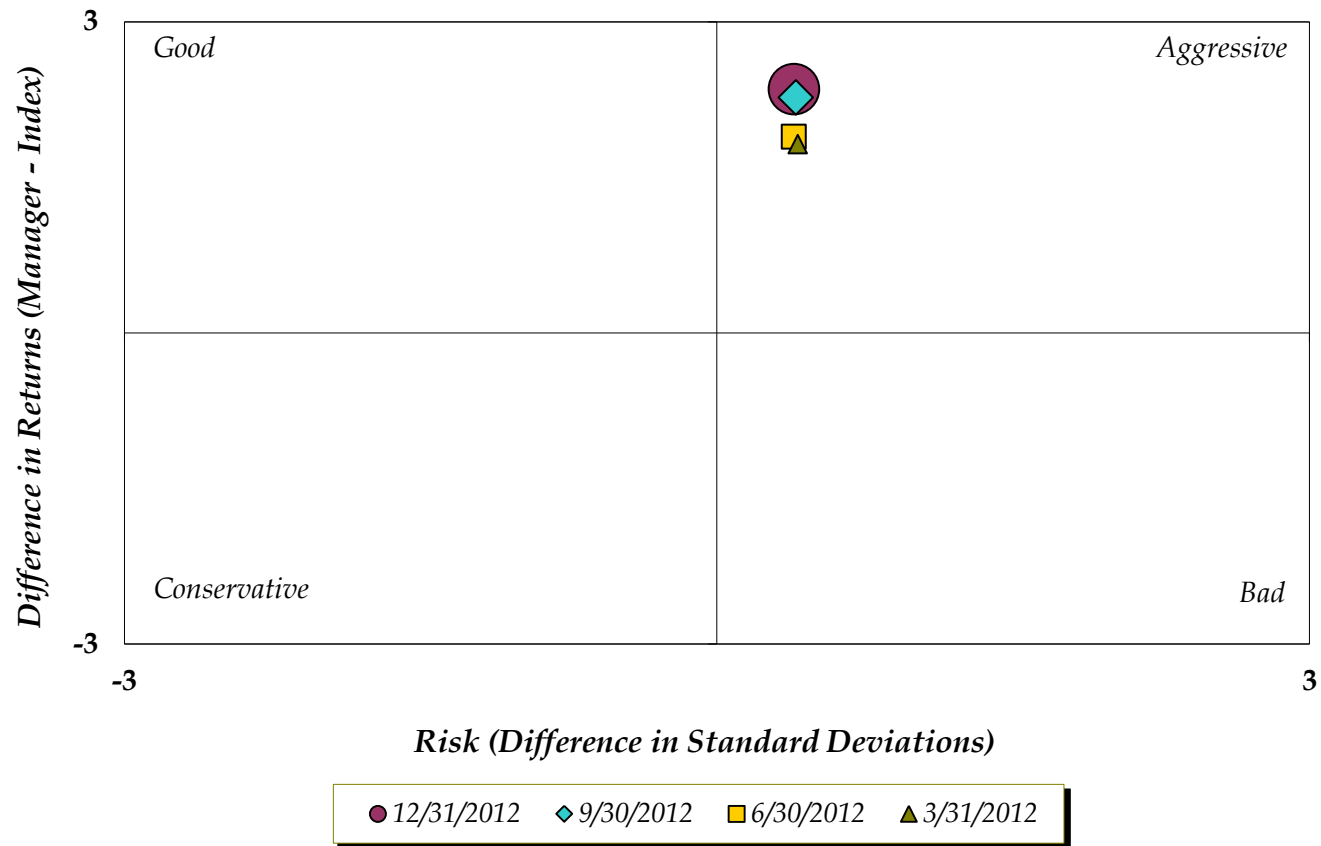 3
Good
Aggressive
Difference in Returns (Manager - Index)
Conservative
Bad
-3
-3
3
Risk (Difference in Standard Deviations)
12/31/2012 9/30/2012 6/30/2012 3/31/2012